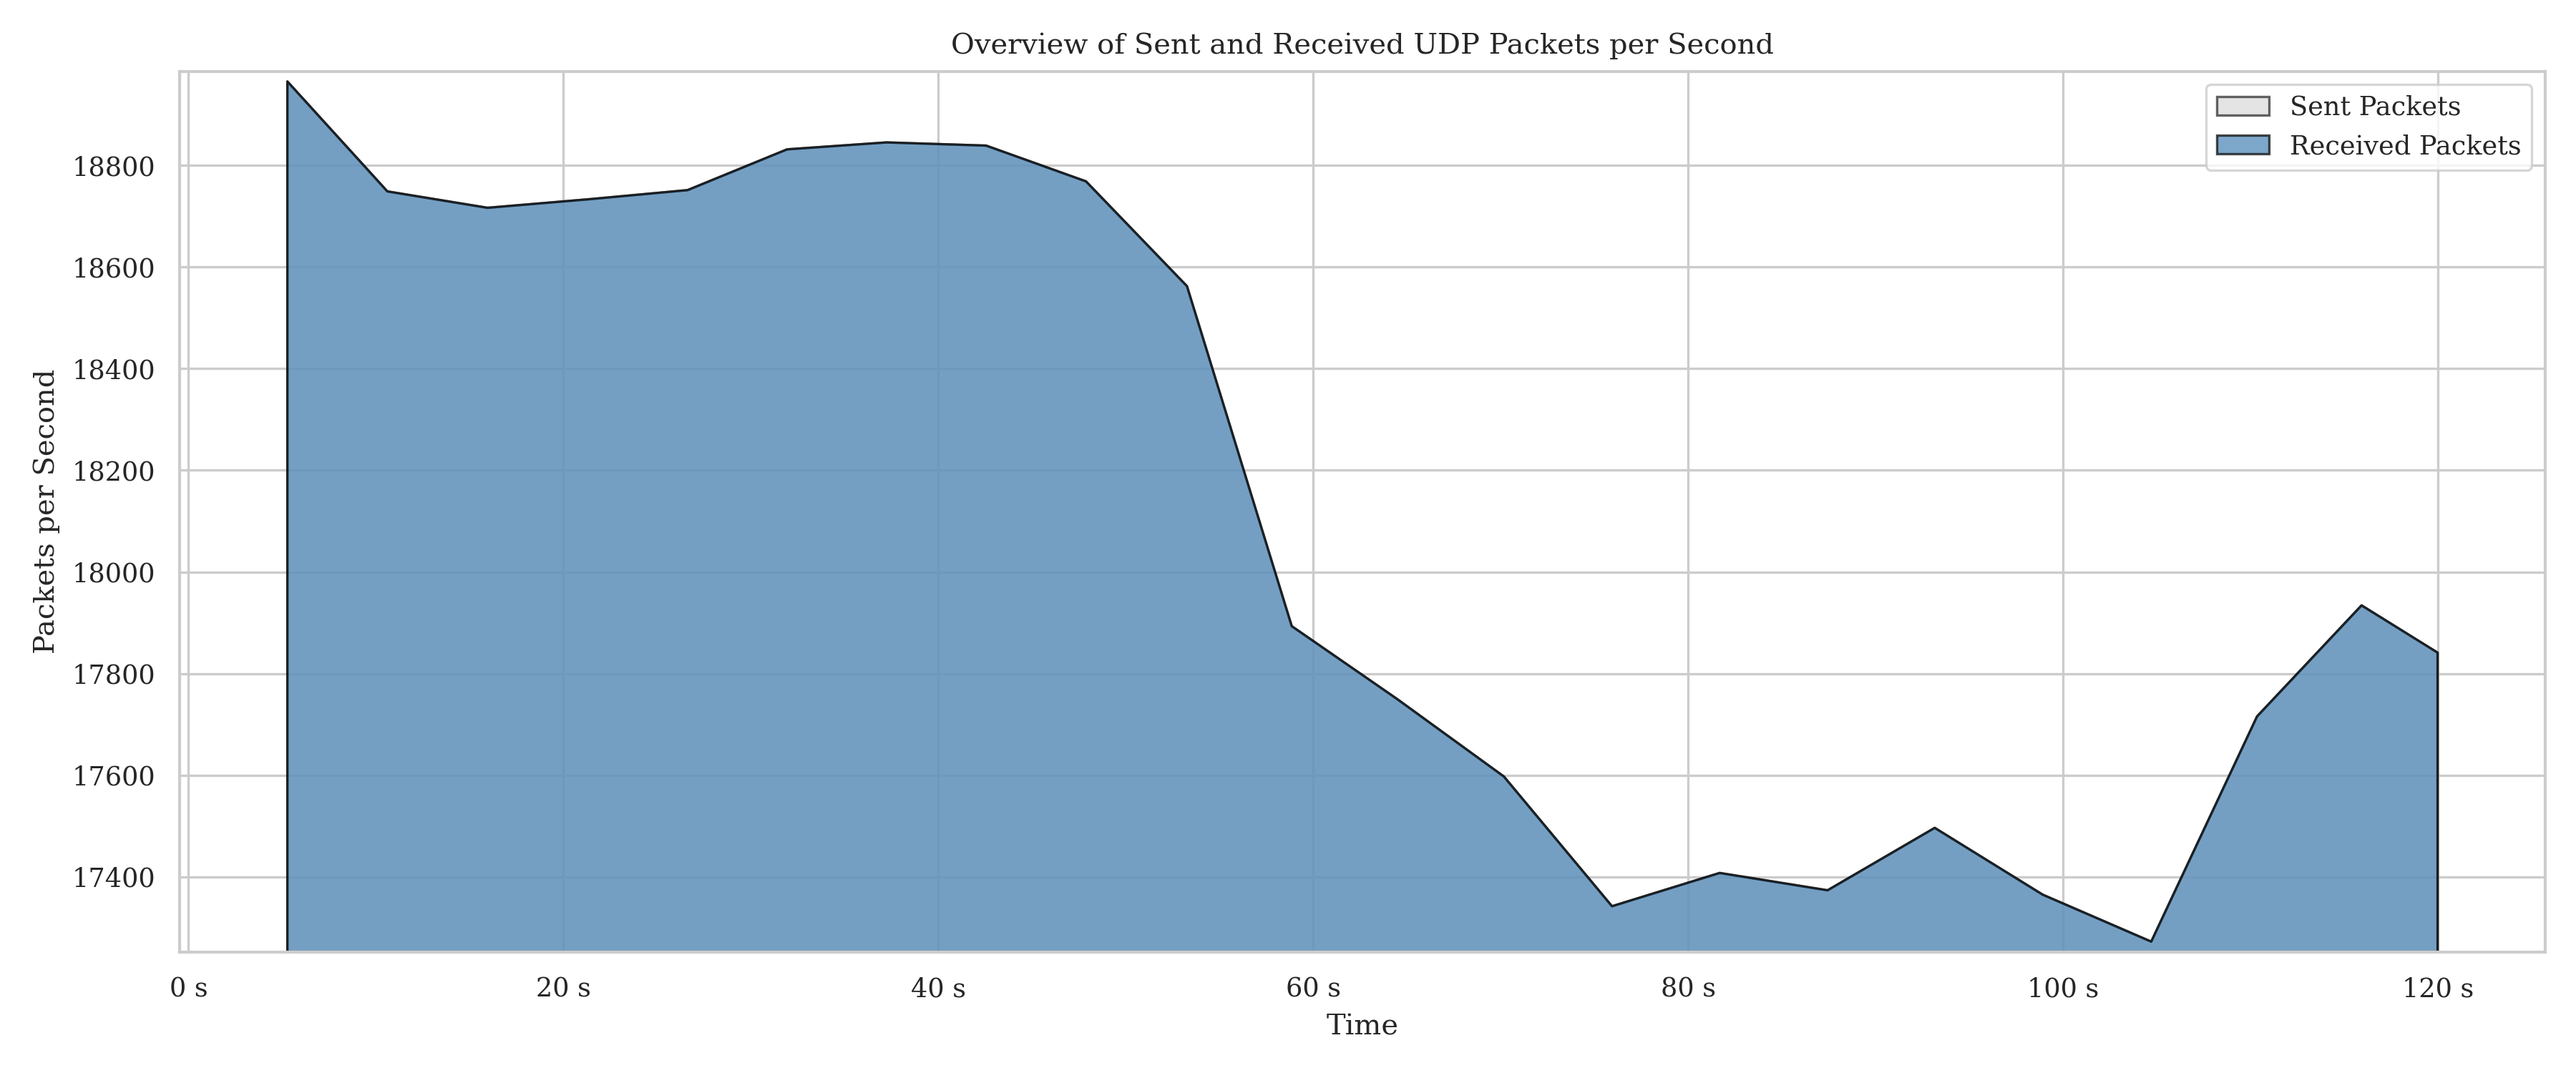 Overview of Sent and Received UDP Packets per Second
Sent Packets
Received Packets
Packets per Second
18800
18600
18400
18200
18000
17800
17600
17400
0 s
20 s
40 s
60 s
80 s
100 s
120 s
Time